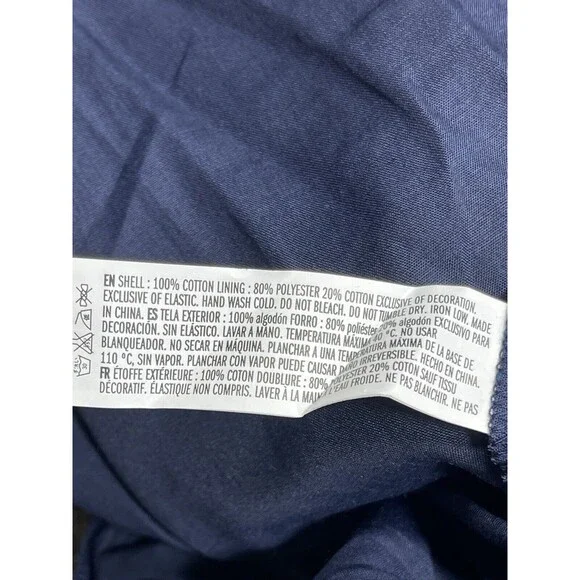 EN SHELL : 100% COTTON LINING : 80% POLYESTER 20% COTTON EXCLUSIVE OF DECORATION,
EXCLUSIVE OF ELASTIC. HAND WASH COLD. DO NOT BLEACH. DO NOT TUMBLE DRY. IRON LOW, MADE
IN CHINA. ES TELA EXTERIOR : 100% algodón FORRO : 80% poliéster 20% algodón EXCLUSIVO PARA
DECORACIÓN, SIN ELÁSTICO. LAVAR A MANO. TEMPERATURA MÁXIMA 40 °C. NO USAR
BLANQUEADOR. NO SECAR EN MÁQUINA. PLANCHAR A UNA TEMPERATURA MÁXIMA DE LA BASE DE
110 °C, SIN VAPOR. PLANCHAR CON VAPOR PUEDE CAUSAR DAÑO IRREVERSIBLE. HECHO EN CHINA.
FR ÉTOFFE EXTÉRIEURE : 100% COTON DOUBLURE : 80% POLYESTER 20% COTON SAUF TISSU
DÉCORATIF. ÉLASTIQUE NON COMPRIS. LAVER À LA MAIN À L'EAU FROIDE. NE PAS BLANCHIR. NE PAS